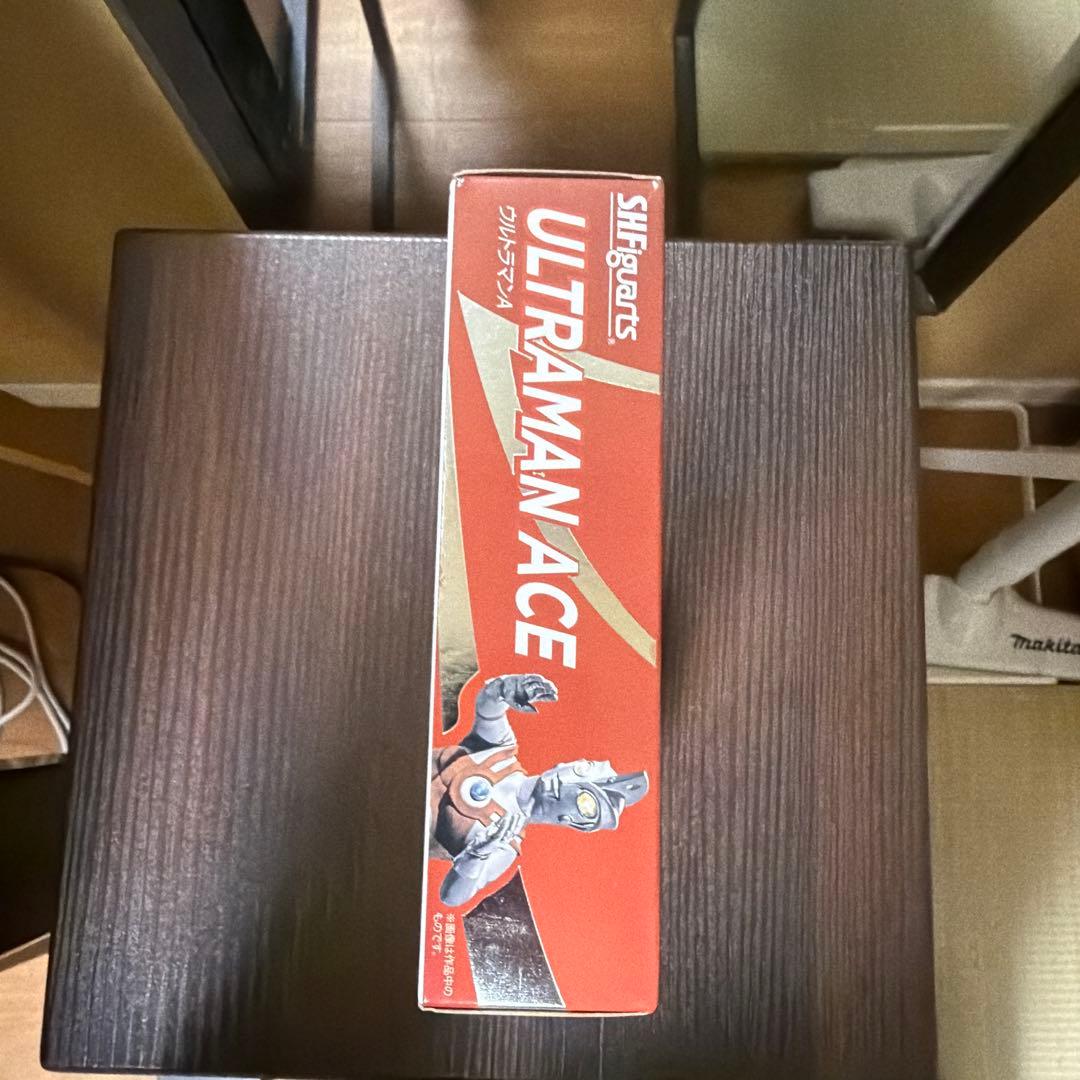 S.H.Figuarts®
ULTRAMAN ACE
ウルトラマンA
※画像は作品中の
ものです。
makita